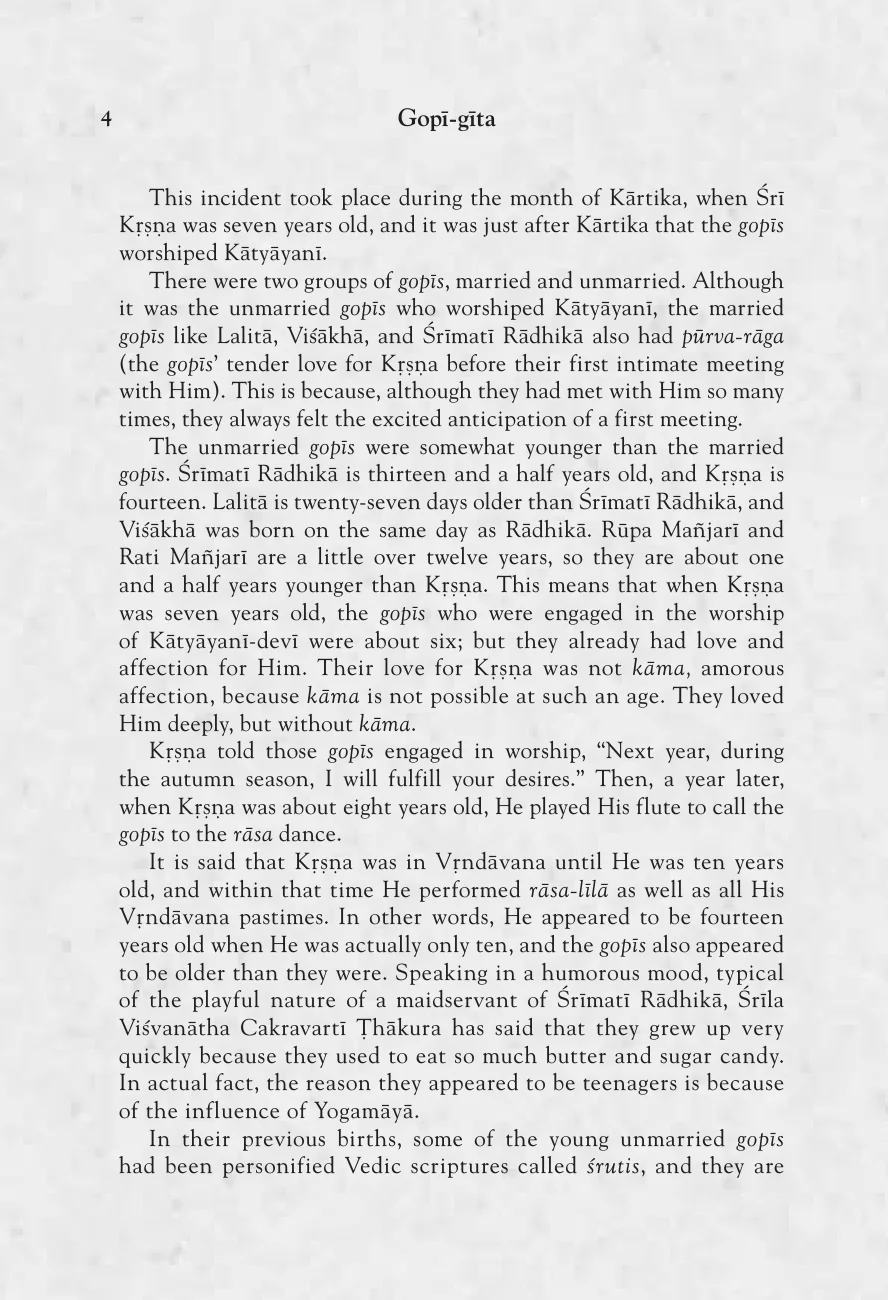 4
Gopī-gīta
This incident took place during the month of Kārtika, when Śrī
Kṛṣṇa was seven years old, and it was just after Kārtika that the gopīs
worshiped Kātyāyanī.
There were two groups of gopīs, married and unmarried. Although
it was the unmarried gopīs who worshiped Kātyāyanī, the married
gopīs like Lalitā, Viśākhā, and Śrīmatī Rādhikā also had pūrva-rāga
(the gopīs’ tender love for Kṛṣṇa before their first intimate meeting
with Him). This is because, although they had met with Him so many
times, they always felt the excited anticipation of a first meeting.
The unmarried gopīs were somewhat younger than the married
gopīs. Śrīmatī Rādhikā is thirteen and a half years old, and Kṛṣṇa is
fourteen. Lalitā is twenty-seven days older than Śrīmatī Rādhikā, and
Viśākhā was born on the same day as Rādhikā. Rūpa Mañjarī and
Rati Mañjarī are a little over twelve years, so they are about one
and a half years younger than Kṛṣṇa. This means that when Kṛṣṇa
was seven years old, the gopīs who were engaged in the worship
of Kātyāyanī-devī were about six; but they already had love and
affection for Him. Their love for Kṛṣṇa was not kāma, amorous
affection, because kāma is not possible at such an age. They loved
Him deeply, but without kāma.
Kṛṣṇa told those gopīs engaged in worship, “Next year, during
the autumn season, I will fulfill your desires.” Then, a year later,
when Kṛṣṇa was about eight years old, He played His flute to call the
gopīs to the rāsa dance.
It is said that Kṛṣṇa was in Vṛndāvana until He was ten years
old, and within that time He performed rāsa-līlā as well as all His
Vṛndāvana pastimes. In other words, He appeared to be fourteen
years old when He was actually only ten, and the gopīs also appeared
to be older than they were. Speaking in a humorous mood, typical
of the playful nature of a maidservant of Śrīmatī Rādhikā, Śrīla
Viśvanātha Cakravartī Ṭhākura has said that they grew up very
quickly because they used to eat so much butter and sugar candy.
In actual fact, the reason they appeared to be teenagers is because
of the influence of Yogamāyā.
In their previous births, some of the young unmarried gopīs
had been personified Vedic scriptures called śrutis, and they are